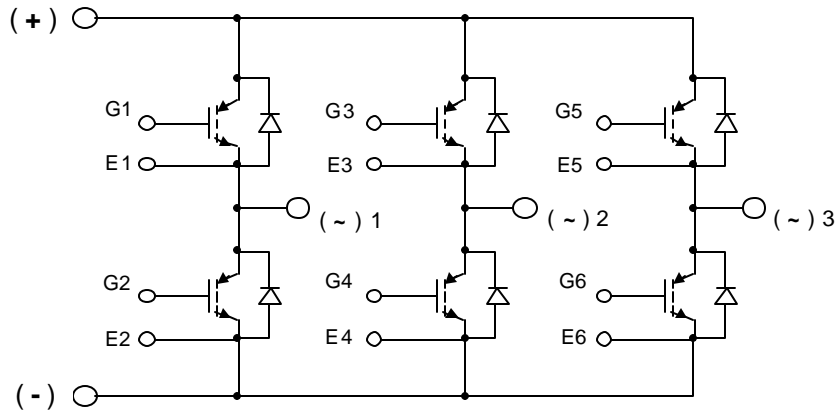 (+)
G1 G3 G5
E1 E3 E5
(~) 1 (~) 2 (~) 3
G2 G4 G6
E2 E4 E6
(-)